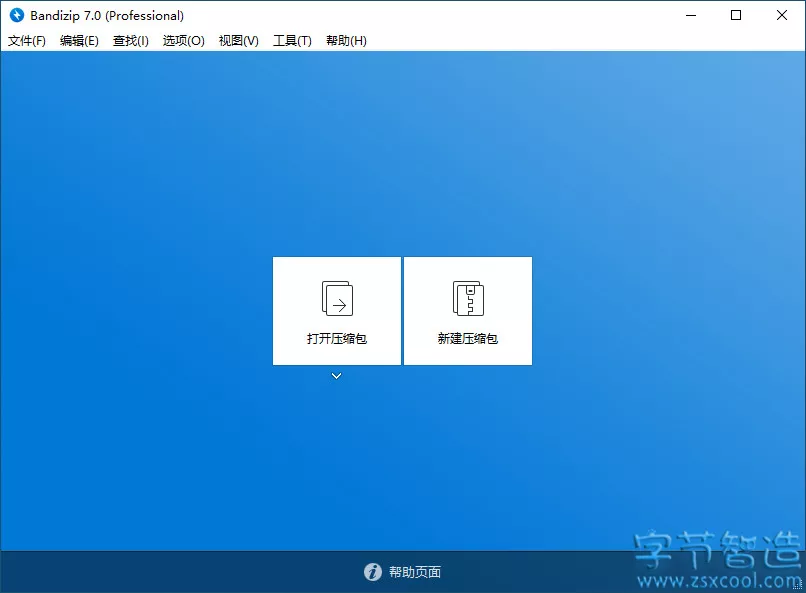 Bandizip 7.0 (Professional)
文件(F) 编辑(E) 查找(I) 选项(O) 视图(V) 工具(T) 帮助(H)
打开压缩包 新建压缩包
帮助页面
字节智造
www.zsxcool.com